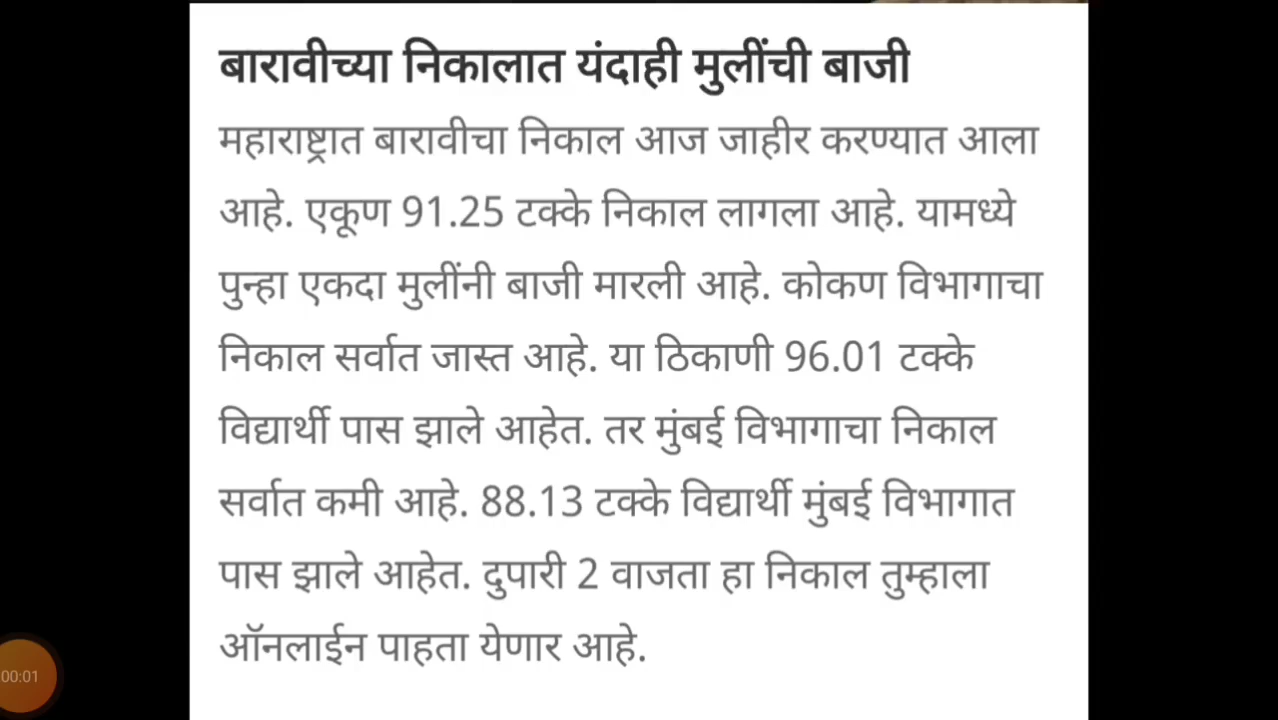 बारावीच्या निकालात यंदाही मुलींची बाजी
महाराष्ट्रात बारावीचा निकाल आज जाहीर करण्यात आला
आहे. एकूण 91.25 टक्के निकाल लागला आहे. यामध्ये
पुन्हा एकदा मुलींनी बाजी मारली आहे. कोकण विभागाचा
निकाल सर्वात जास्त आहे. या ठिकाणी 96.01 टक्के
विद्यार्थी पास झाले आहेत. तर मुंबई विभागाचा निकाल
सर्वात कमी आहे. 88.13 टक्के विद्यार्थी मुंबई विभागात
पास झाले आहेत. दुपारी 2 वाजता हा निकाल तुम्हाला
ऑनलाईन पाहता येणार आहे.
00:01